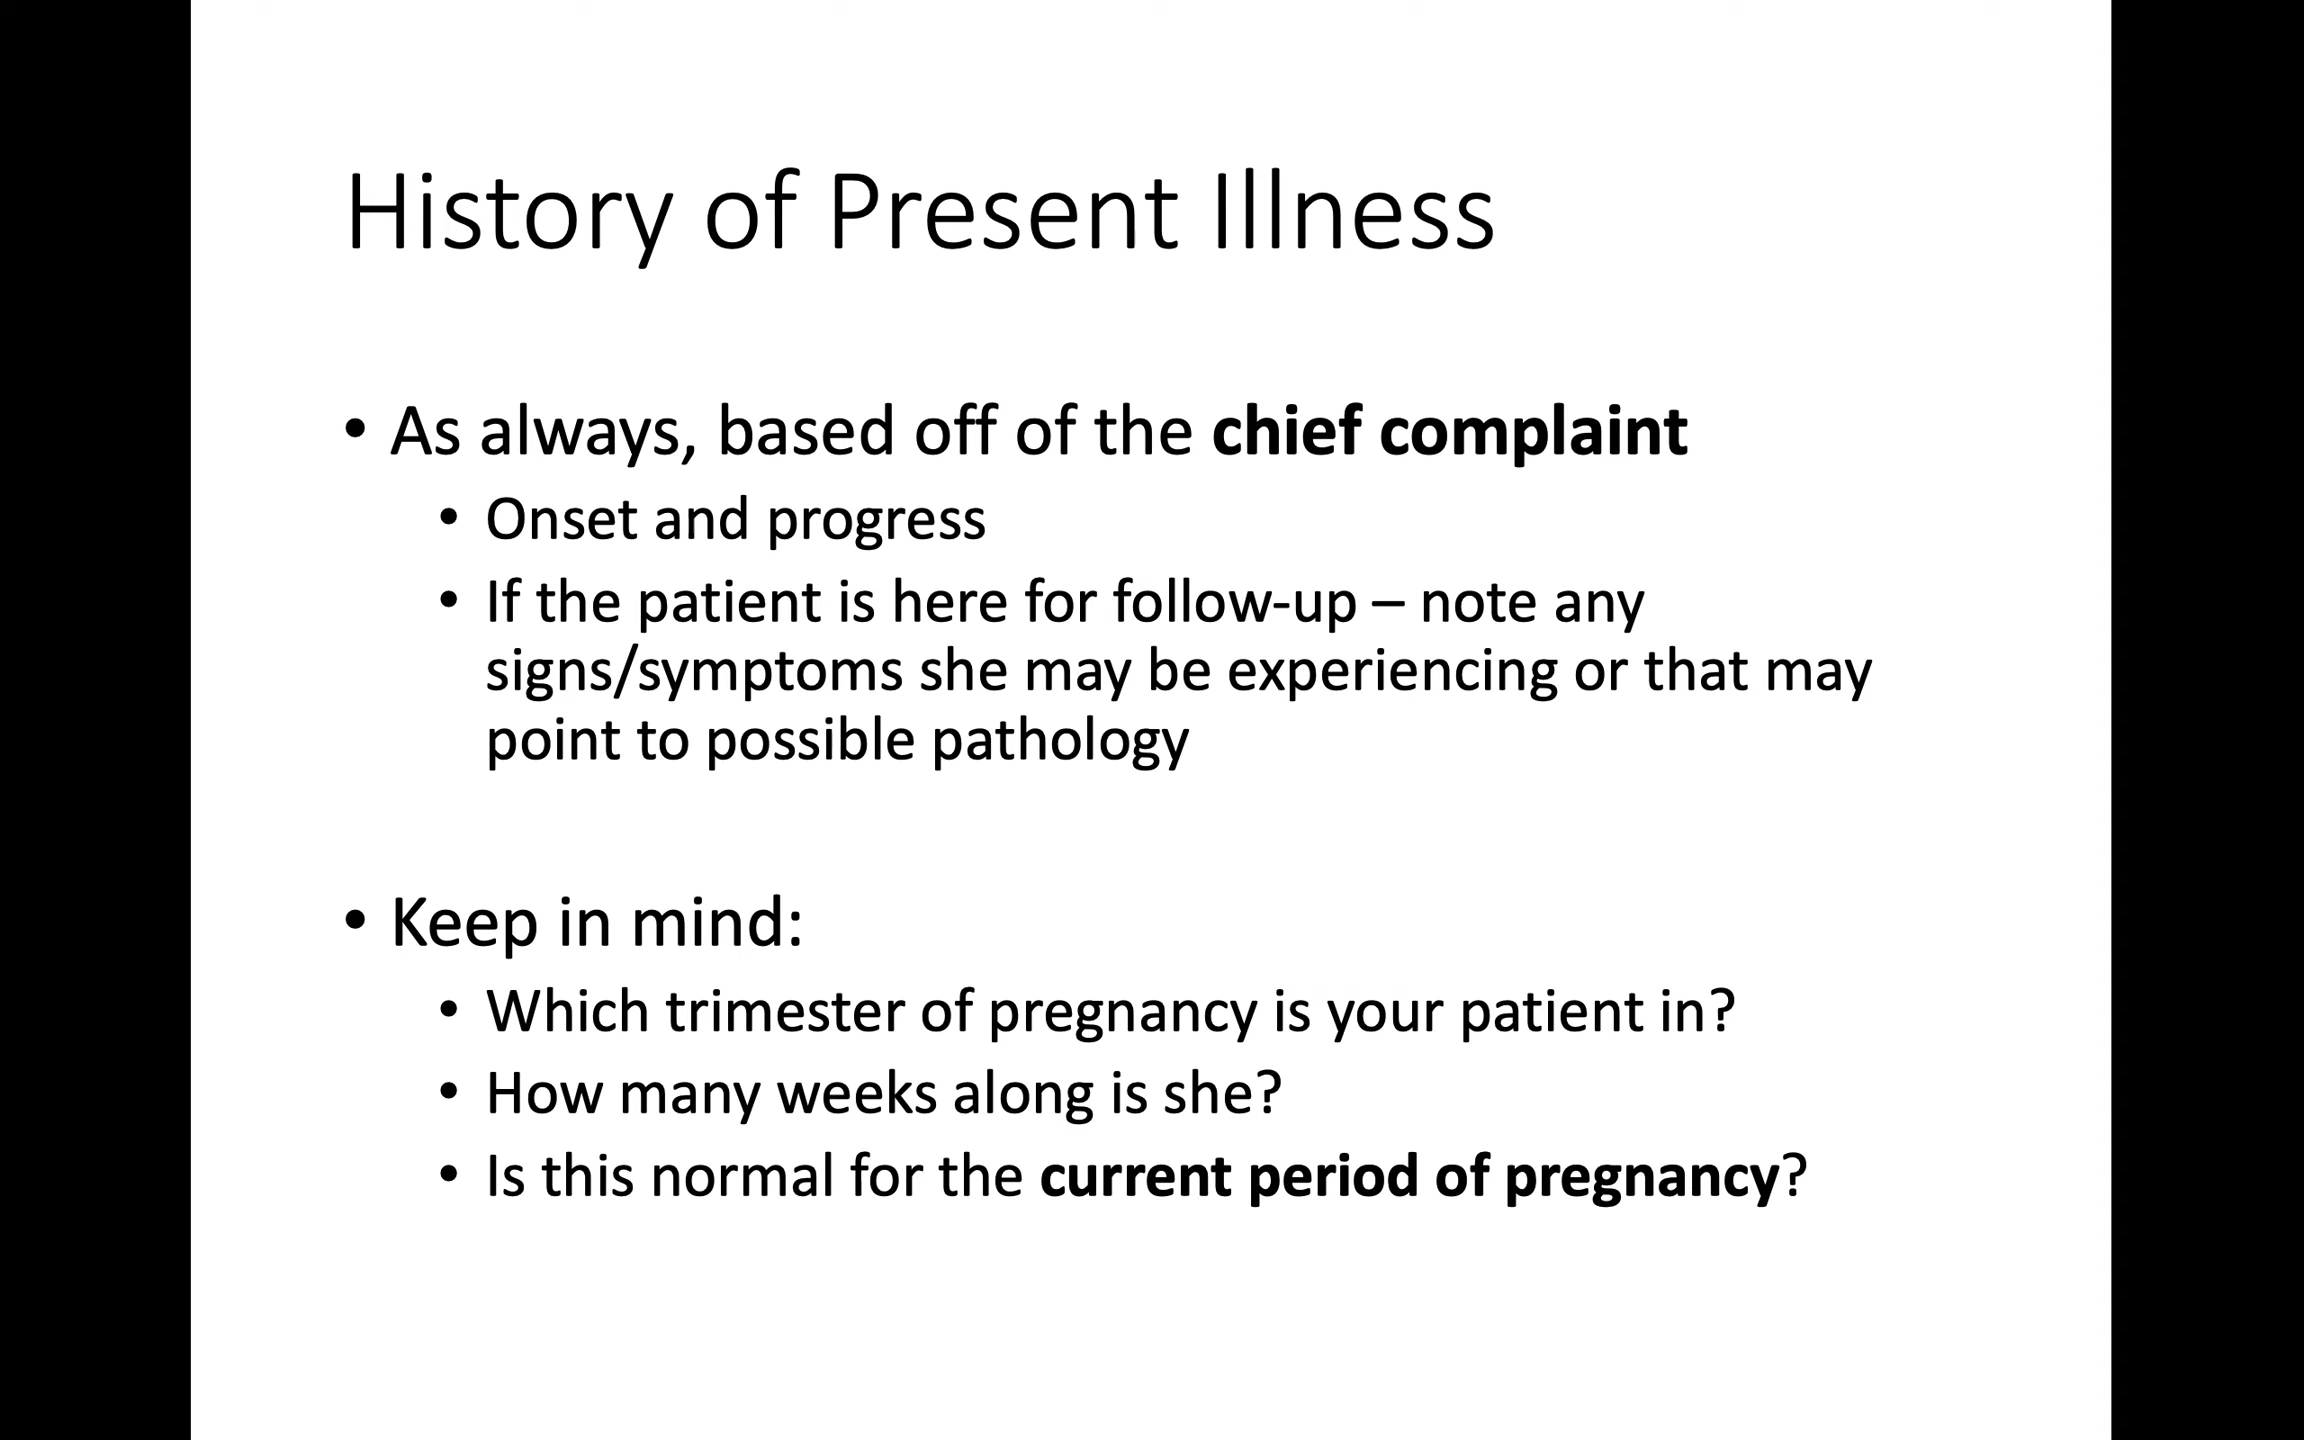 History of Present Illness
• As always, based off of the chief complaint
• Onset and progress
• If the patient is here for follow-up – note any
signs/symptoms she may be experiencing or that may
point to possible pathology
• Keep in mind:
• Which trimester of pregnancy is your patient in?
• How many weeks along is she?
• Is this normal for the current period of pregnancy?